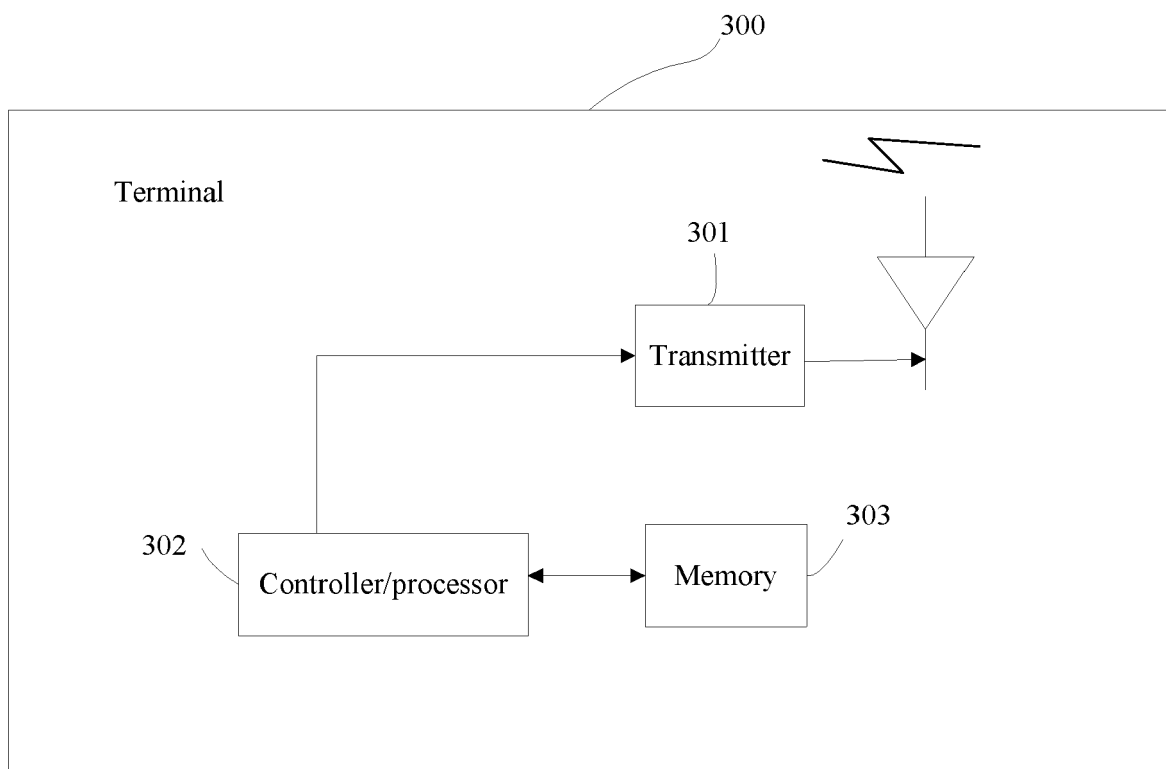 300
Terminal
301
Transmitter
302
Controller/processor
Memory
303